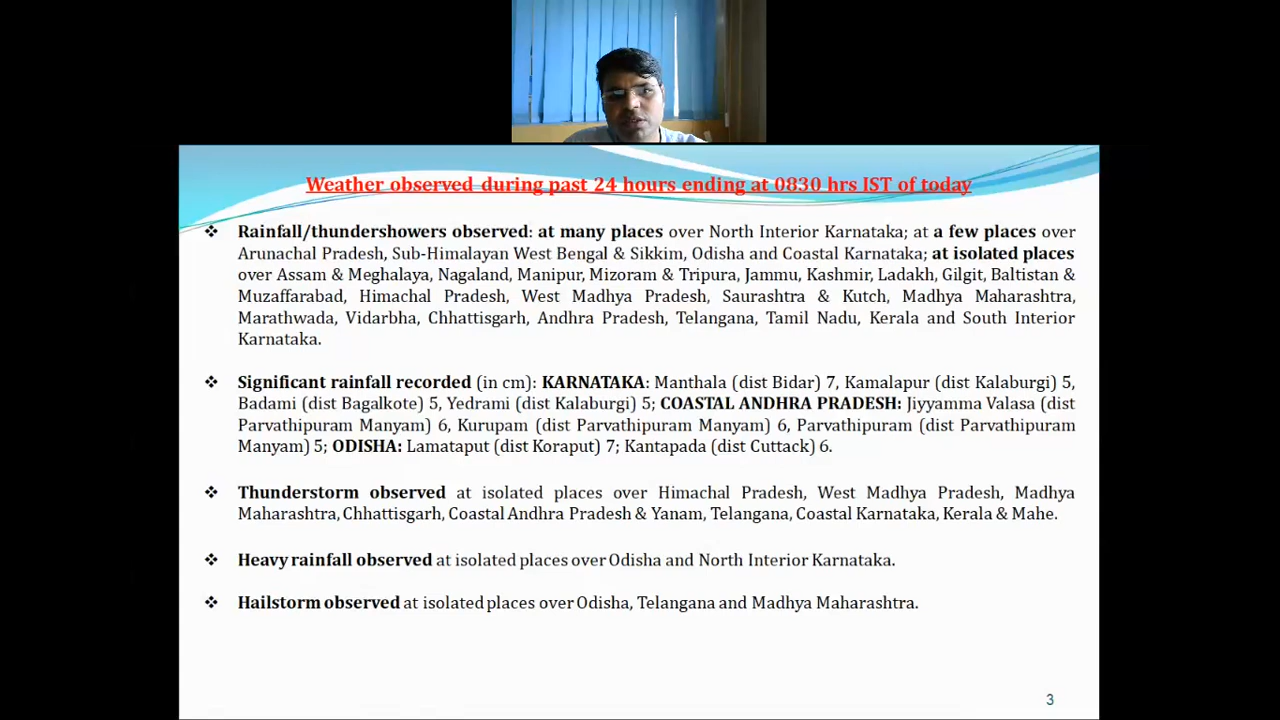 Weather observed during past 24 hours ending at 0830 hrs IST of today
❖ Rainfall/thundershowers observed: at many places over North Interior Karnataka; at a few places over
Arunachal Pradesh, Sub-Himalayan West Bengal & Sikkim, Odisha and Coastal Karnataka; at isolated places
over Assam & Meghalaya, Nagaland, Manipur, Mizoram & Tripura, Jammu, Kashmir, Ladakh, Gilgit, Baltistan &
Muzaffarabad, Himachal Pradesh, West Madhya Pradesh, Saurashtra & Kutch, Madhya Maharashtra,
Marathwada, Vidarbha, Chhattisgarh, Andhra Pradesh, Telangana, Tamil Nadu, Kerala and South Interior
Karnataka.
❖ Significant rainfall recorded (in cm): KARNATAKA: Manthala (dist Bidar) 7, Kamalapur (dist Kalaburgi) 5,
Badami (dist Bagalkote) 5, Yedrami (dist Kalaburgi) 5; COASTAL ANDHRA PRADESH: Jiyyamma Valasa (dist
Parvathipuram Manyam) 6, Kurupam (dist Parvathipuram Manyam) 6, Parvathipuram (dist Parvathipuram
Manyam) 5; ODISHA: Lamataput (dist Koraput) 7; Kantapada (dist Cuttack) 6.
❖ Thunderstorm observed at isolated places over Himachal Pradesh, West Madhya Pradesh, Madhya
Maharashtra, Chhattisgarh, Coastal Andhra Pradesh & Yanam, Telangana, Coastal Karnataka, Kerala & Mahe.
❖ Heavy rainfall observed at isolated places over Odisha and North Interior Karnataka.
❖ Hailstorm observed at isolated places over Odisha, Telangana and Madhya Maharashtra.
3